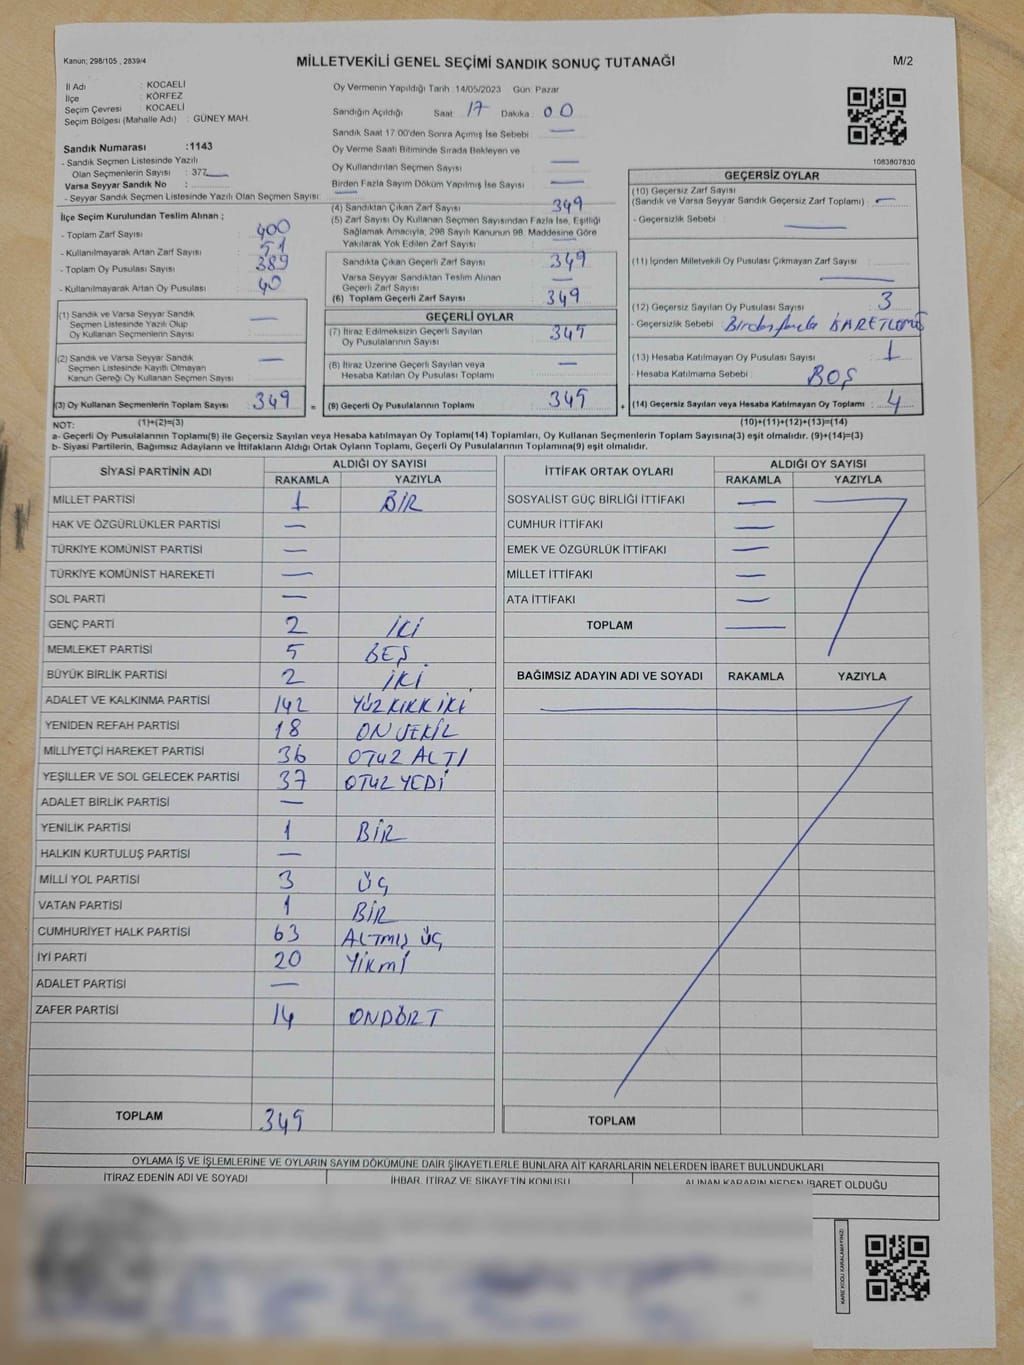 Kanun; 298/105 , 2839/4
MİLLETVEKİLİ GENEL SEÇİMİ SANDIK SONUÇ TUTANAĞI
M/2
İl Adı : KOCAELİ
İlçe : KÖRFEZ
Seçim Çevresi : KOCAELİ
Seçim Bölgesi (Mahalle Adı) : GÜNEY MAH.
Sandık Numarası :1143
- Sandık Seçmen Listesinde Yazılı
Olan Seçmenlerin Sayısı : 377
Varsa Seyyar Sandık No :
- Seyyar Sandık Seçmen Listesinde Yazılı Olan Seçmen Sayısı:
Oy Vermenin Yapıldığı Tarih :14/05/2023 Gün: Pazar
Sandığın Açıldığı Saat: 17 Dakika: 00
Sandık Saat 17.00'den Sonra Açımış İse Sebebi : —
Oy Verme Saati Bitiminde Sırada Bekleyen ve
Oy Kullandırılan Seçmen Sayısı : —
Birden Fazla Sayım Döküm Yapılmış İse Sayısı : —
1083807830
İlçe Seçim Kurulundan Teslim Alınan ;
- Toplam Zarf Sayısı : 400
- Kullanılmayarak Artan Zarf Sayısı : 51
- Toplam Oy Pusulası Sayısı : 389
- Kullanılmayarak Artan Oy Pusulası : 40
(1) Sandık ve Varsa Seyyar Sandık
Seçmen Listesinde Yazılı Olup
Oy Kullanan Seçmenlerin Sayısı : —
(2) Sandık ve Varsa Seyyar Sandık
Seçmen Listesinde Kayıtlı Olmayan
Kanun Gereği Oy Kullanan Seçmen Sayısı : —
(3) Oy Kullanan Seçmenlerin Toplam Sayısı : 349
(4) Sandıktan Çıkan Zarf Sayısı : 349
(5) Zarf Sayısı Oy Kullanan Seçmen Sayısından Fazla İse, Eşitliği
Sağlamak Amacıyla, 298 Sayılı Kanunun 98. Maddesine Göre
Yakılarak Yok Edilen Zarf Sayısı : —
Sandıkta Çıkan Geçerli Zarf Sayısı : 349
Varsa Seyyar Sandıktan Teslim Alınan
Geçerli Zarf Sayısı : —
(6) Toplam Geçerli Zarf Sayısı : 349
GEÇERLİ OYLAR
(7) İtiraz Edilmeksizin Geçerli Sayılan
Oy Pusulalarının Sayısı : 345
(8) İtiraz Üzerine Geçerli Sayılan veya
Hesaba Katılan Oy Pusulası Toplamı : —
= (9) Geçerli Oy Pusulalarının Toplamı : 345
GEÇERSİZ OYLAR
(10) Geçersiz Zarf Sayısı
(Sandık ve Varsa Seyyar Sandık Geçersiz Zarf Toplamı) : —
- Geçersizlik Sebebi : —
(11) İçinden Milletvekili Oy Pusulası Çıkmayan Zarf Sayısı : —
(12) Geçersiz Sayılan Oy Pusulası Sayısı : 3
- Geçersizlik Sebebi : Birden fazla İŞARETLEME
(13) Hesaba Katılmayan Oy Pusulası Sayısı : 1
- Hesaba Katılmama Sebebi : BOŞ
+ (14) Geçersiz Sayılan veya Hesaba Katılmayan Oy Toplamı : 4
NOT: (1)+(2)=(3)
(10)+(11)+(12)+(13)=(14)
a- Geçerli Oy Pusulalarının Toplamı(9) ile Geçersiz Sayılan veya Hesaba katılmayan Oy Toplamı(14) Toplamları, Oy Kullanan Seçmenlerin Toplam Sayısına(3) eşit olmalıdır. (9)+(14)=(3)
b- Siyasi Partilerin, Bağımsız Adayların ve İttifakların Aldığı Ortak Oyların Toplamı, Geçerli Oy Pusulalarının Toplamına(9) eşit olmalıdır.
SİYASİ PARTİNİN ADI
ALDIĞI OY SAYISI
RAKAMLA YAZIYLA
MİLLET PARTİSİ 1 BİR
HAK VE ÖZGÜRLÜKLER PARTİSİ —
TÜRKİYE KOMÜNİST PARTİSİ —
TÜRKİYE KOMÜNİST HAREKETİ —
SOL PARTİ —
GENÇ PARTİ 2 İKİ
MEMLEKET PARTİSİ 5 BEŞ
BÜYÜK BİRLİK PARTİSİ 2 İKİ
ADALET VE KALKINMA PARTİSİ 142 YÜZ KIRK İKİ
YENİDEN REFAH PARTİSİ 18 ON SEKİZ
MİLLİYETÇİ HAREKET PARTİSİ 36 OTUZ ALTI
YEŞİLLER VE SOL GELECEK PARTİSİ 37 OTUZ YEDİ
ADALET BİRLİK PARTİSİ —
YENİLİK PARTİSİ 1 BİR
HALKIN KURTULUŞ PARTİSİ —
MİLLİ YOL PARTİSİ 3 ÜÇ
VATAN PARTİSİ 1 BİR
CUMHURİYET HALK PARTİSİ 63 ALTMIŞ ÜÇ
İYİ PARTİ 20 YİRMİ
ADALET PARTİSİ —
ZAFER PARTİSİ 14 ONDÖRT
TOPLAM 345
İTTİFAK ORTAK OYLARI
ALDIĞI OY SAYISI
RAKAMLA YAZIYLA
SOSYALİST GÜÇ BİRLİĞİ İTTİFAKI —
CUMHUR İTTİFAKI —
EMEK VE ÖZGÜRLÜK İTTİFAKI —
MİLLET İTTİFAKI —
ATA İTTİFAKI —
TOPLAM —
BAĞIMSIZ ADAYIN ADI VE SOYADI RAKAMLA YAZIYLA
TOPLAM
OYLAMA İŞ VE İŞLEMLERİNE VE OYLARIN SAYIM DÖKÜMÜNE DAİR ŞİKAYETLERLE BUNLARA AİT KARARLARIN NELERDEN İBARET BULUNDUKLARI
İTİRAZ EDENİN ADI VE SOYADI İHBAR, İTİRAZ VE ŞİKAYETİN KONUSU ALINAN KARARIN NEDEN İBARET OLDUĞU
KARE KODU KARALAMAYINIZ!